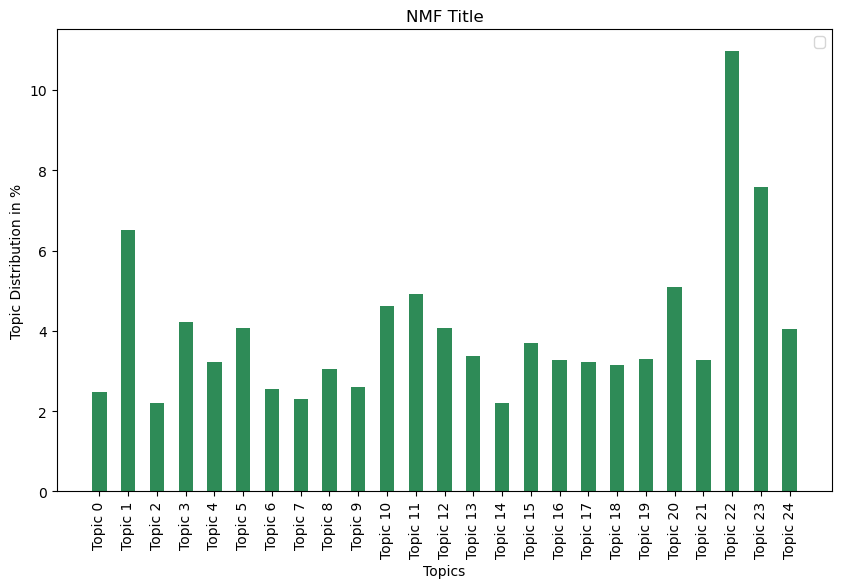 NMF Title
Topic Distribution in %
10
8
6
4
2
0
Topic 0
Topic 1
Topic 2
Topic 3
Topic 4
Topic 5
Topic 6
Topic 7
Topic 8
Topic 9
Topic 10
Topic 11
Topic 12
Topic 13
Topic 14
Topic 15
Topic 16
Topic 17
Topic 18
Topic 19
Topic 20
Topic 21
Topic 22
Topic 23
Topic 24
Topics